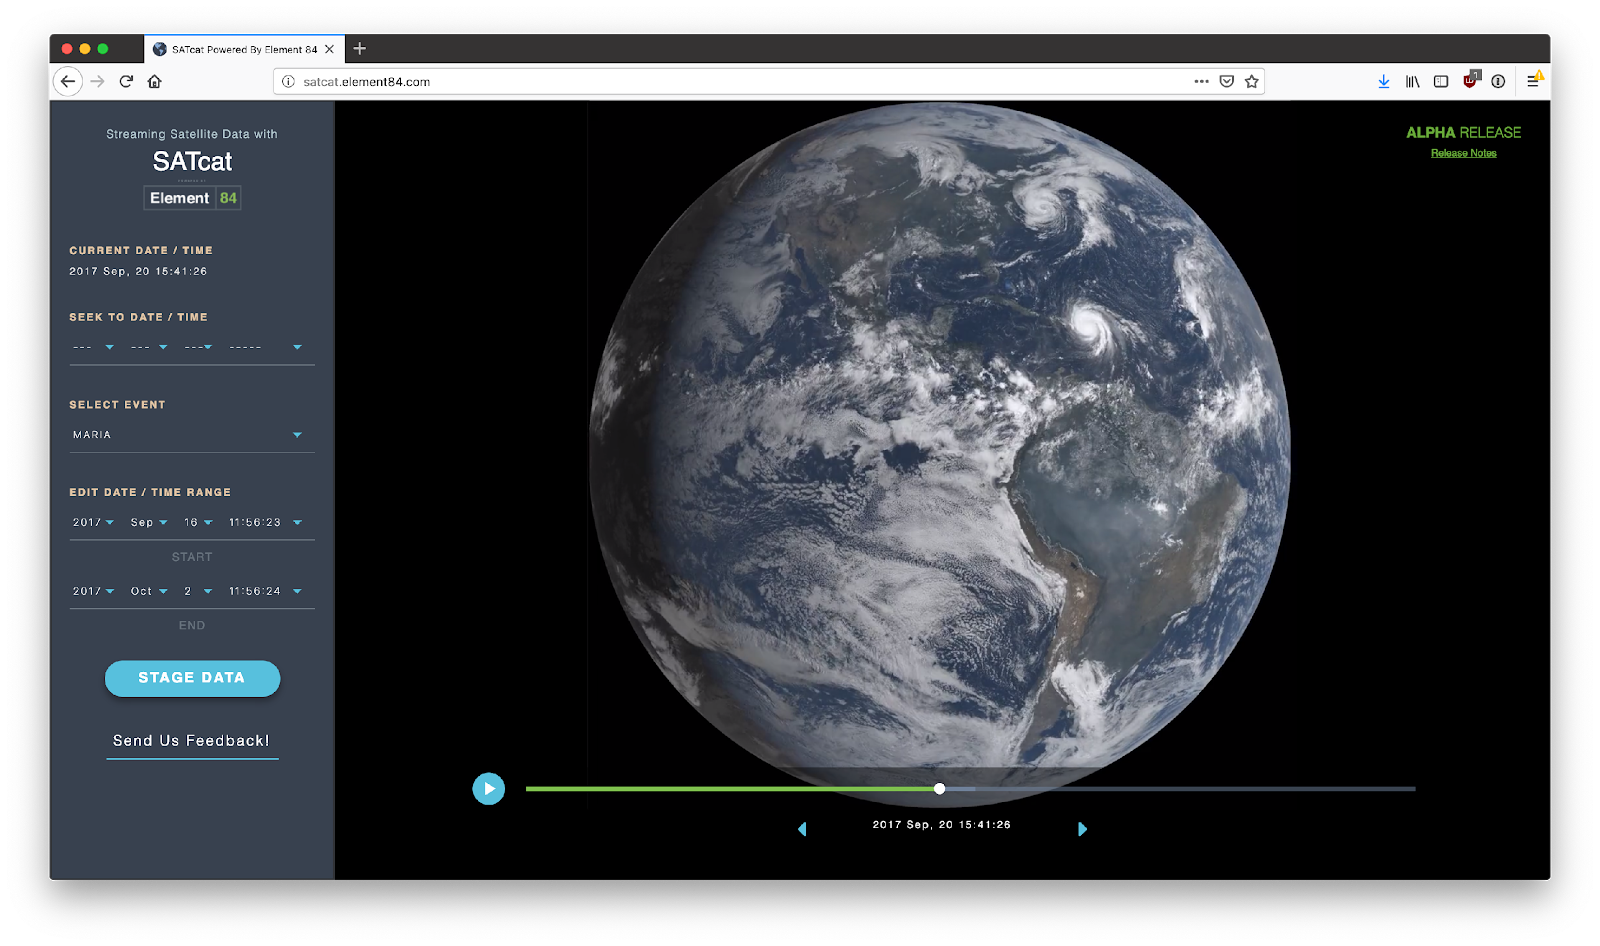 SATcat Powered By Element 84
satcat.element84.com
1
Streaming Satellite Data with
SATcat
Element 84
CURRENT DATE / TIME
2017 Sep, 20 15:41:26
SEEK TO DATE / TIME
SELECT EVENT
MARIA
EDIT DATE / TIME RANGE
2017 Sep 16 11:56:23
START
2017 Oct 2 11:56:24
END
STAGE DATA
Send Us Feedback!
ALPHA RELEASE
Release Notes
2017 Sep, 20 15:41:26